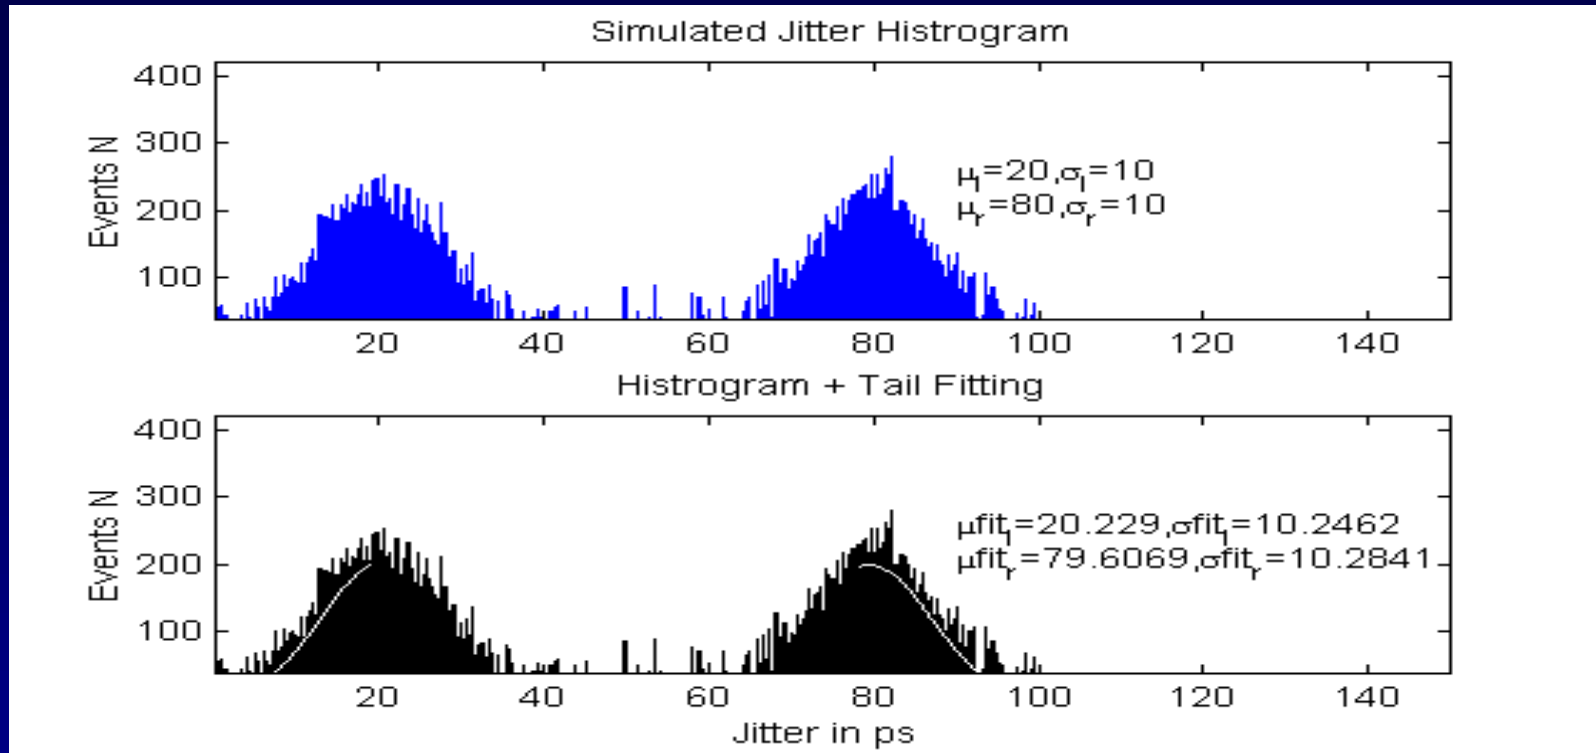 Simulated Jitter Histrogram
400
300
200
100
Events N
μl=20,σl=10
μr=80,σr=10
20 40 60 80 100 120 140
Histrogram + Tail Fitting
400
300
200
100
Events N
μfitl=20.229,σfitl=10.2462
μfitr=79.6069,σfitr=10.2841
20 40 60 80 100 120 140
Jitter in ps